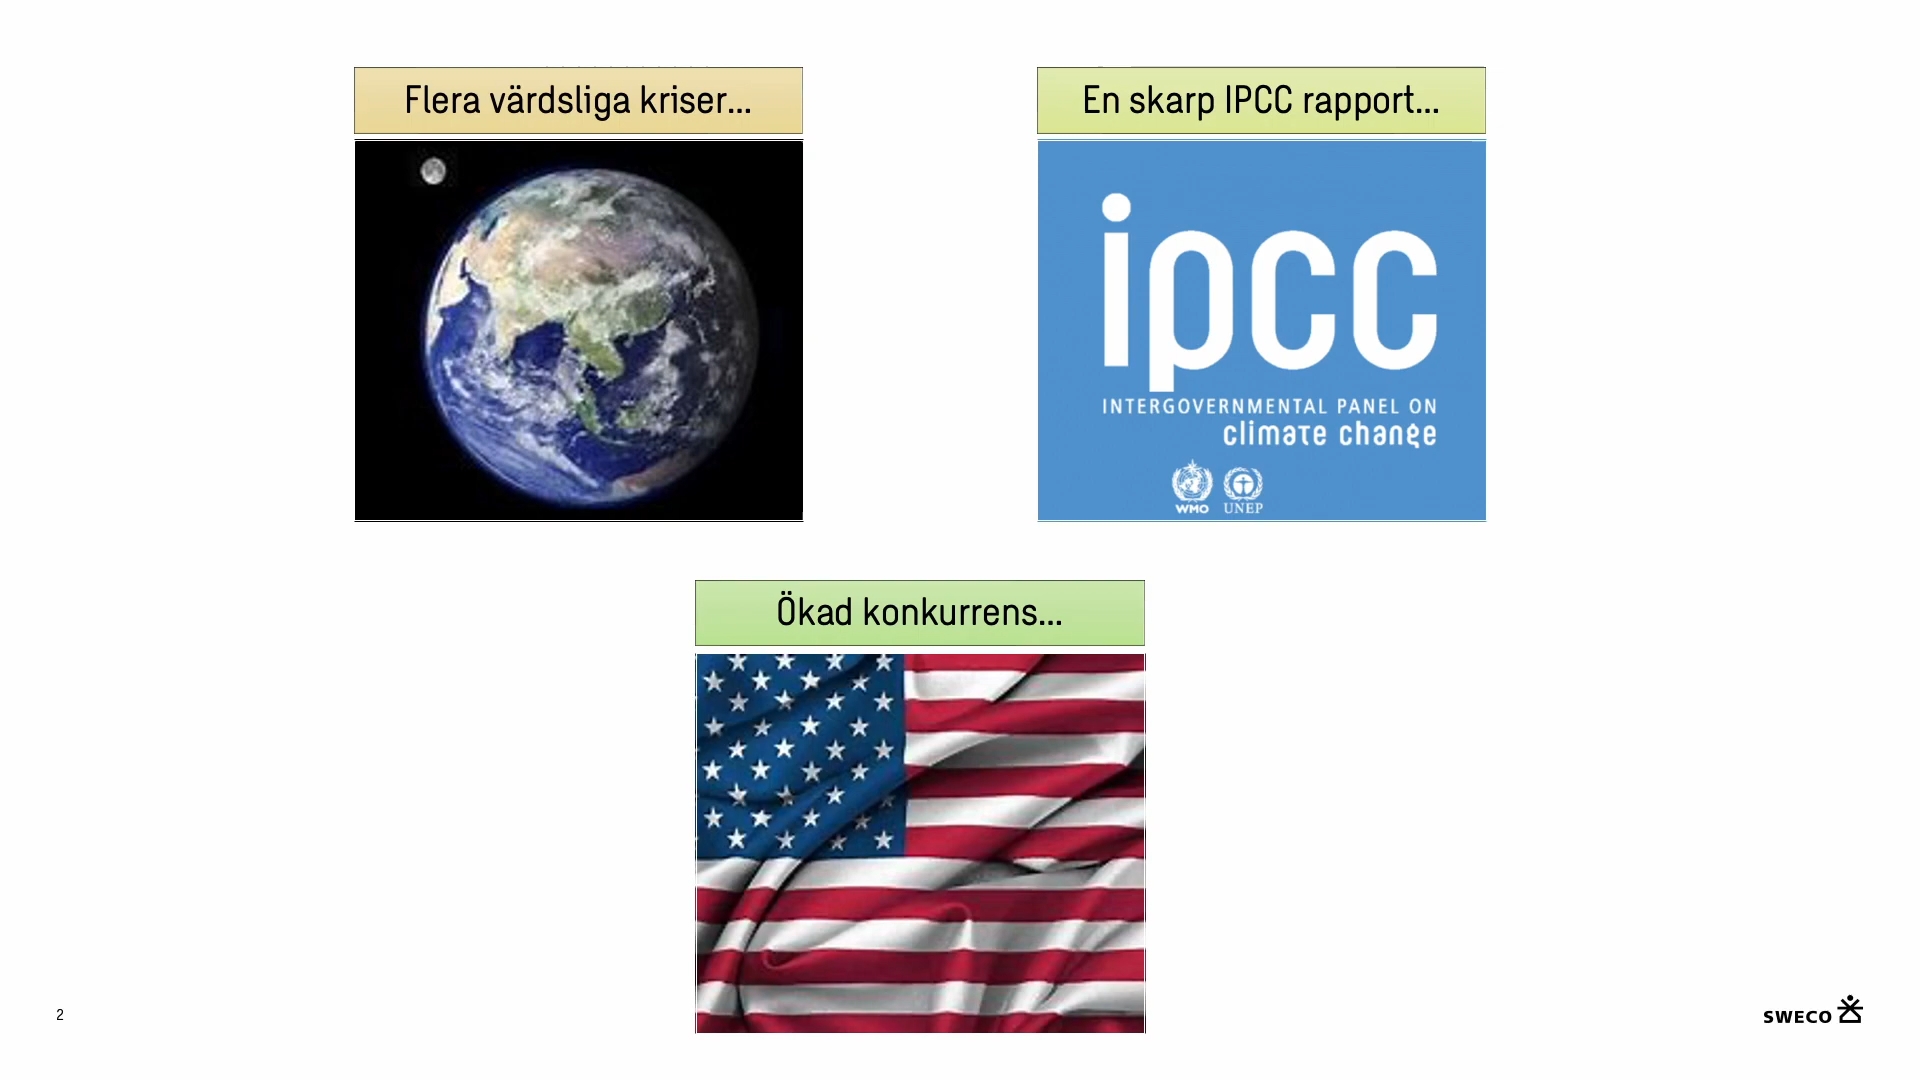 Flera värdsliga kriser...
En skarp IPCC rapport...
ipcc
INTERGOVERNMENTAL PANEL ON
climate change
WMO UNEP
Ökad konkurrens...
2
SWECO